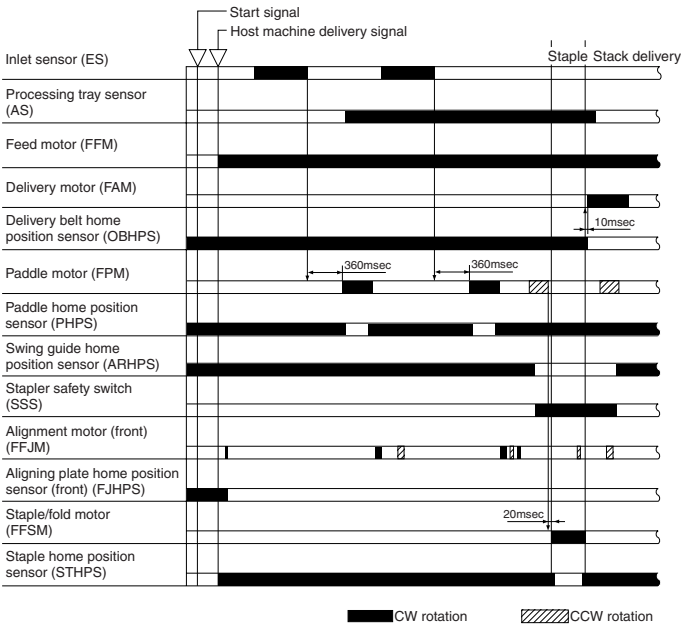 Start signal
Host machine delivery signal
Inlet sensor (ES)
Staple
Stack delivery
Processing tray sensor
(AS)
Feed motor (FFM)
Delivery motor (FAM)
Delivery belt home
position sensor (OBHPS)
10msec
Paddle motor (FPM)
360msec
360msec
Paddle home position
sensor (PHPS)
Swing guide home
position sensor (ARHPS)
Stapler safety switch
(SSS)
Alignment motor (front)
(FFJM)
Aligning plate home position
sensor (front) (FJHPS)
Staple/fold motor
(FFSM)
20msec
Staple home position
sensor (STHPS)
CW rotation
CCW rotation